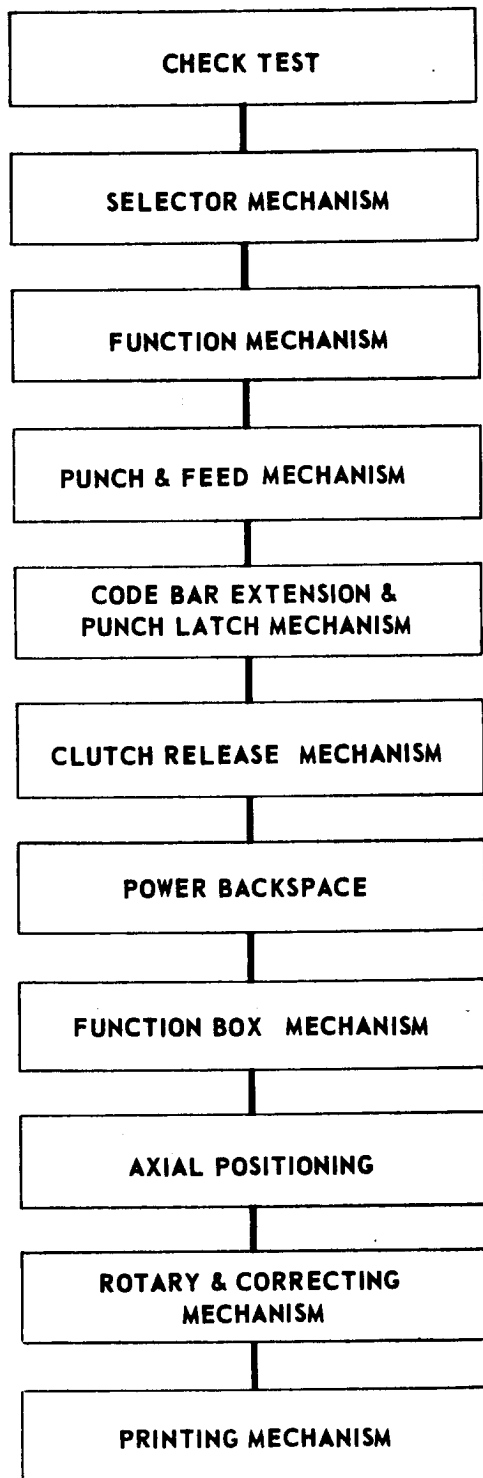 CHECK TEST
SELECTOR MECHANISM
FUNCTION MECHANISM
PUNCH & FEED MECHANISM
CODE BAR EXTENSION &
PUNCH LATCH MECHANISM
CLUTCH RELEASE MECHANISM
POWER BACKSPACE
FUNCTION BOX MECHANISM
AXIAL POSITIONING
ROTARY & CORRECTING
MECHANISM
PRINTING MECHANISM